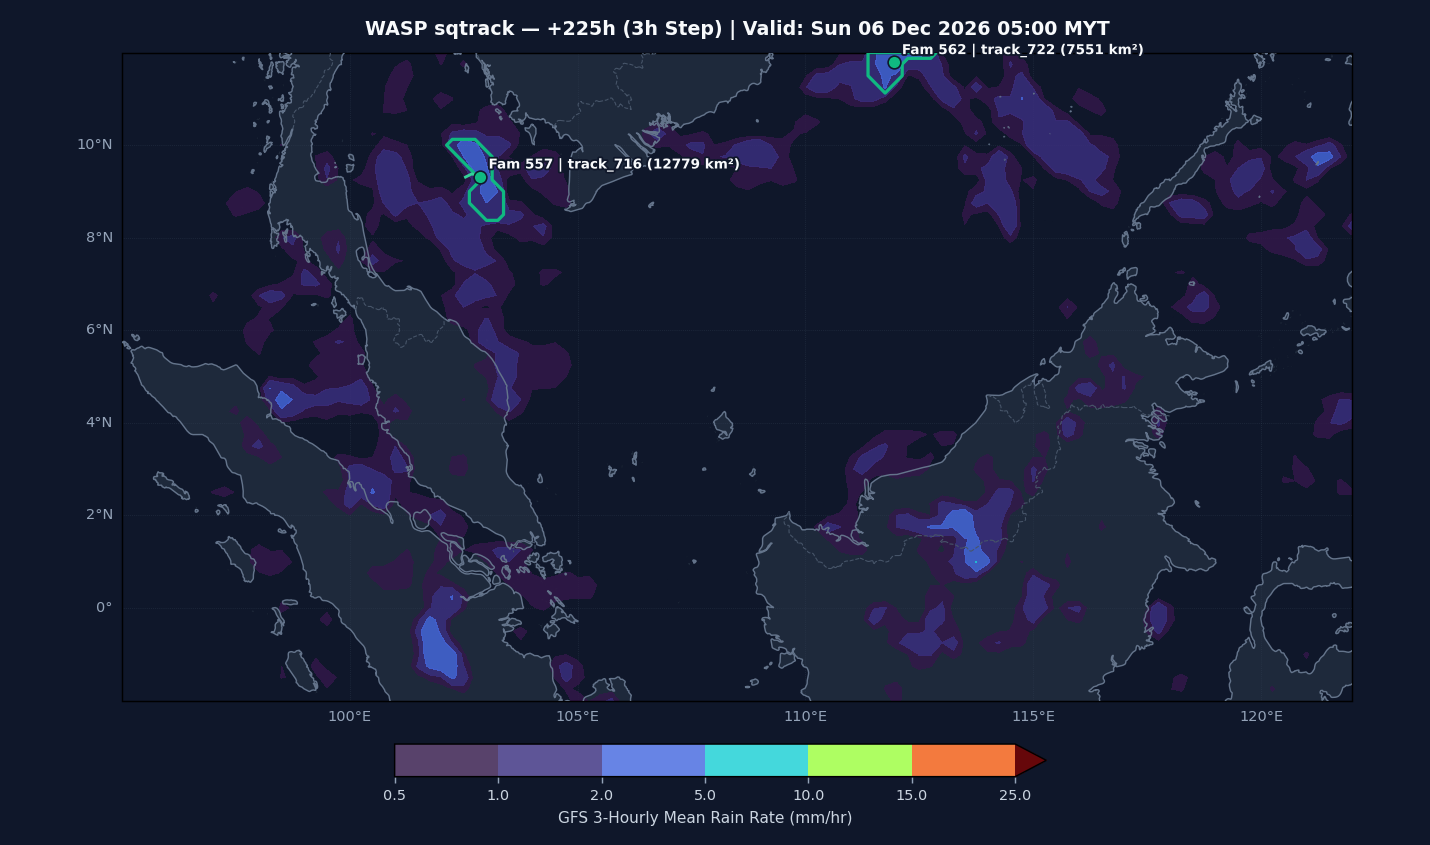 WASP sqtrack — +225h (3h Step) | Valid: Sun 06 Dec 2026 05:00 MYT
Fam 562 | track_722 (7551 km²)
Fam 557 | track_716 (12779 km²)
10°N
8°N
6°N
4°N
2°N
0°
100°E 105°E 110°E 115°E 120°E
0.5 1.0 2.0 5.0 10.0 15.0 25.0
GFS 3-Hourly Mean Rain Rate (mm/hr)